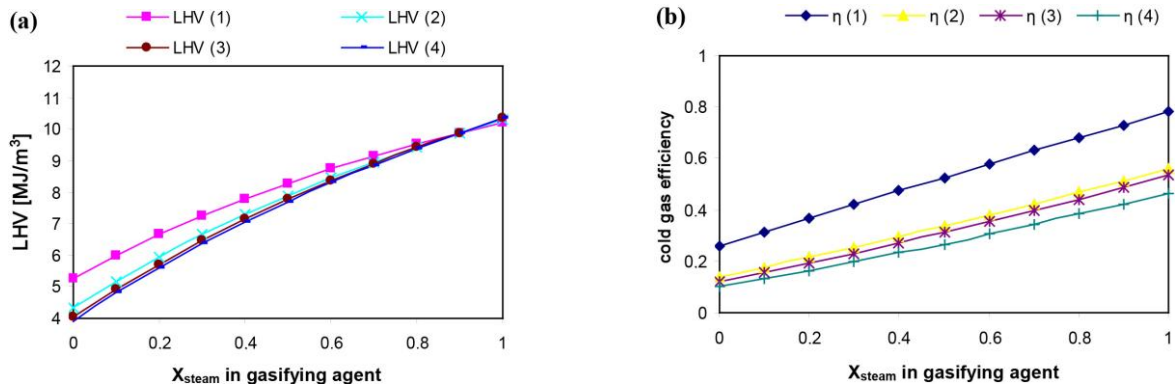 (a)
LHV (1) LHV (2)
LHV (3) LHV (4)
12
11
10
9
8
7
6
5
4
LHV [MJ/m³]
0 0.2 0.4 0.6 0.8 1
Xsteam in gasifying agent
(b)
η (1) η (2) η (3) η (4)
1
0.8
0.6
0.4
0.2
0
cold gas efficiency
0 0.2 0.4 0.6 0.8 1
Xsteam in gasifying agent